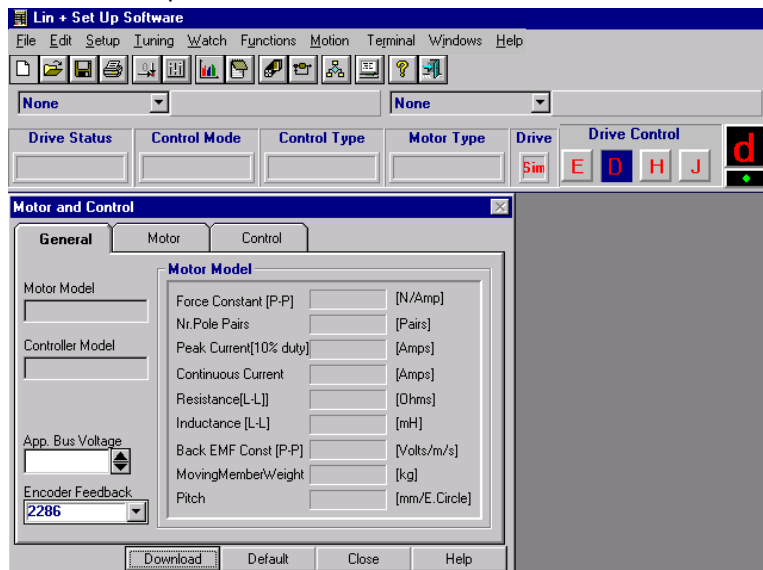 Lin + Set Up Software
File Edit Setup Tuning Watch Functions Motion Terminal Windows Help
None None
Drive Status Control Mode Control Type Motor Type Drive Drive Control
Sim E D H J d
Motor and Control
General Motor Control
Motor Model
Motor Model
Controller Model
App. Bus Voltage
Encoder Feedback
2286
Force Constant [P-P] [N/Amp]
Nr.Pole Pairs [Pairs]
Peak Current[10% duty] [Amps]
Continuous Current [Amps]
Resistance[L-L]] [Ohms]
Inductance [L-L] [mH]
Back EMF Const [P-P] [Volts/m/s]
MovingMemberWeight [kg]
Pitch [mm/E.Circle]
Download Default Close Help